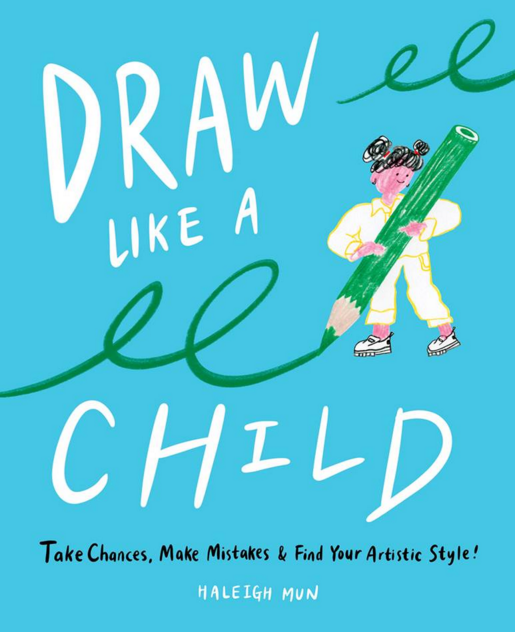 DRAW
LIKE A
CHILD
Take Chances, Make Mistakes & Find Your Artistic Style!
HALEIGH MUN